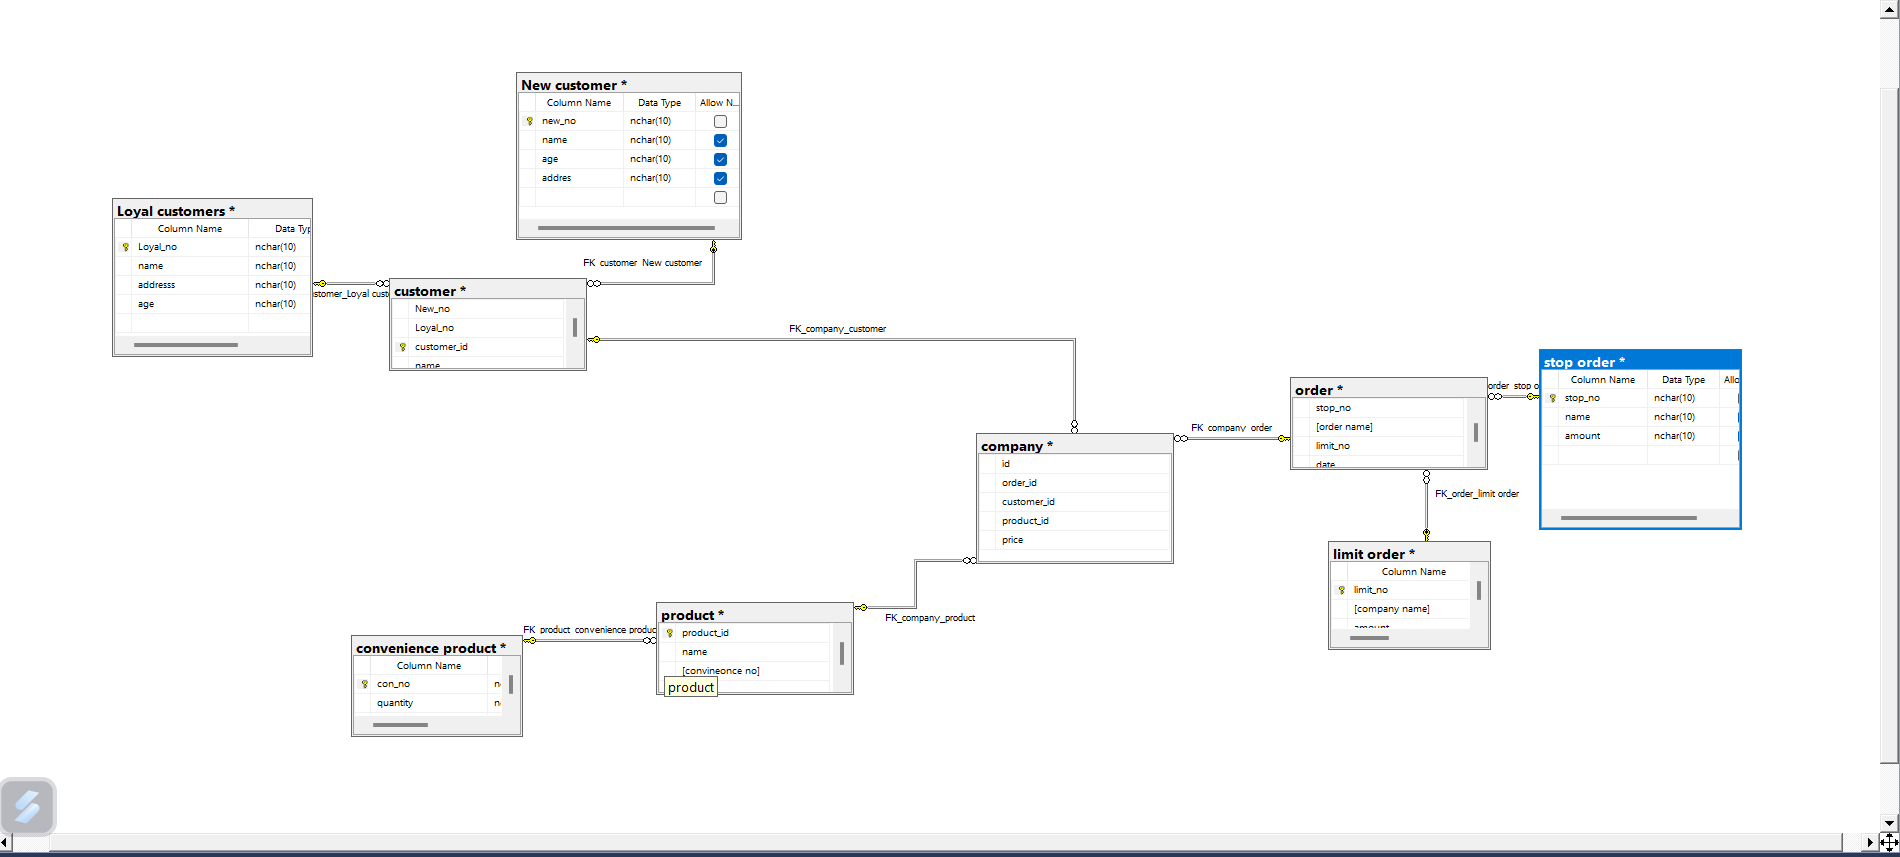 New customer *
Column Name Data Type Allow N...
new_no nchar(10)
name nchar(10)
age nchar(10)
addres nchar(10)
Loyal customers *
Column Name Data Typ
Loyal_no nchar(10)
name nchar(10)
addresss nchar(10)
age nchar(10)
FK_customer_New customer
stomer_Loyal cust
customer *
New_no
Loyal_no
customer_id
name
FK_company_customer
company *
id
order_id
customer_id
product_id
price
FK_company_order
order *
stop_no
[order name]
limit_no
date
order_stop o
stop order *
Column Name Data Type Allo
stop_no nchar(10)
name nchar(10)
amount nchar(10)
FK_order_limit order
limit order *
Column Name
limit_no
[company name]
amount
FK_company_product
product *
product_id
name
[convineonce no]
product
FK_product_convenience produc
convenience product *
Column Name
con_no n
quantity n